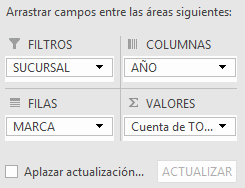 Arrastrar campos entre las áreas siguientes:
FILTROS
COLUMNAS
SUCURSAL
AÑO
FILAS
Σ VALORES
MARCA
Cuenta de TO...
Aplazar actualización...
ACTUALIZAR